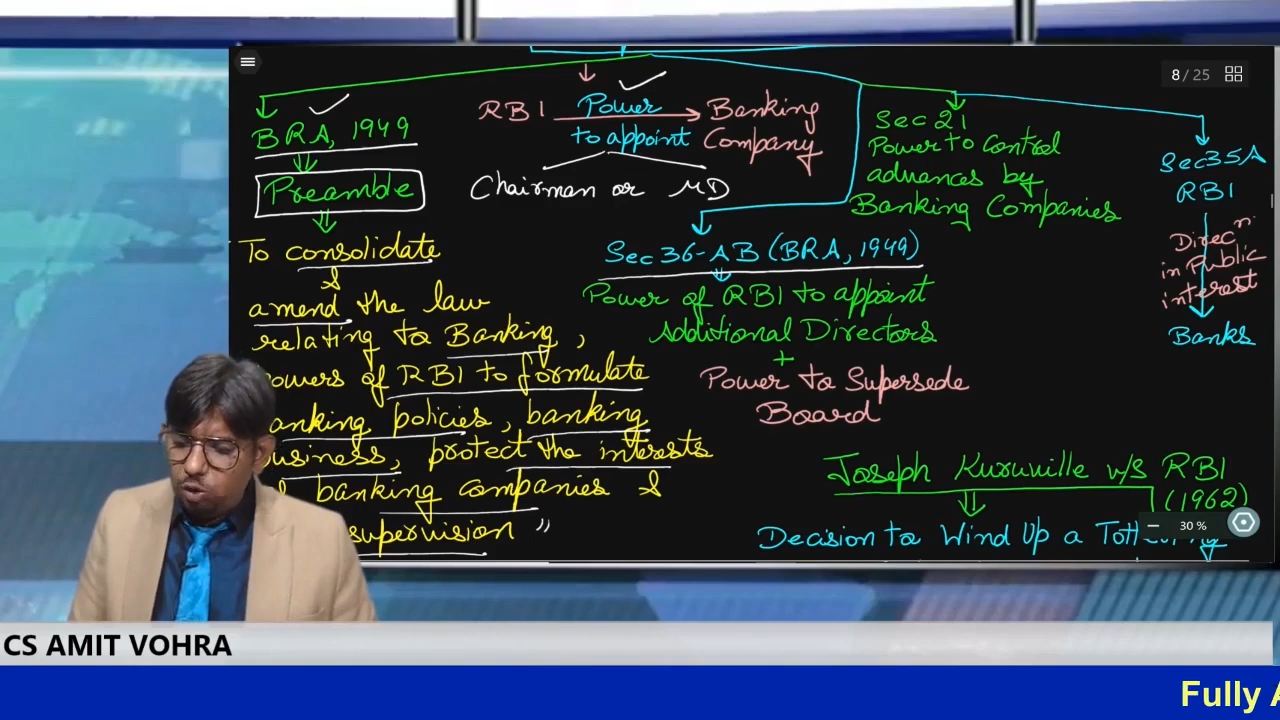 8 / 25
BRA, 1949
Preamble
To consolidate
&
amend the law
relating to Banking,
powers of RBI to formulate
banking policies, banking
business, protect the interests
banking companies &
supervision "
RBI Power Banking
to appoint Company
Chairman or MD
Sec 36-AB (BRA, 1949)
Power of RBI to appoint
Additional Directors
+
Power to Supersede
Board
Sec 21
Power to control
advances by
Banking Companies
Sec35A
RBI
Direcn
in Public
interest
Banks
Joseph Kuruville v/s RBI
(1962)
Decision to Wind Up a
30 %
CS AMIT VOHRA
Fully